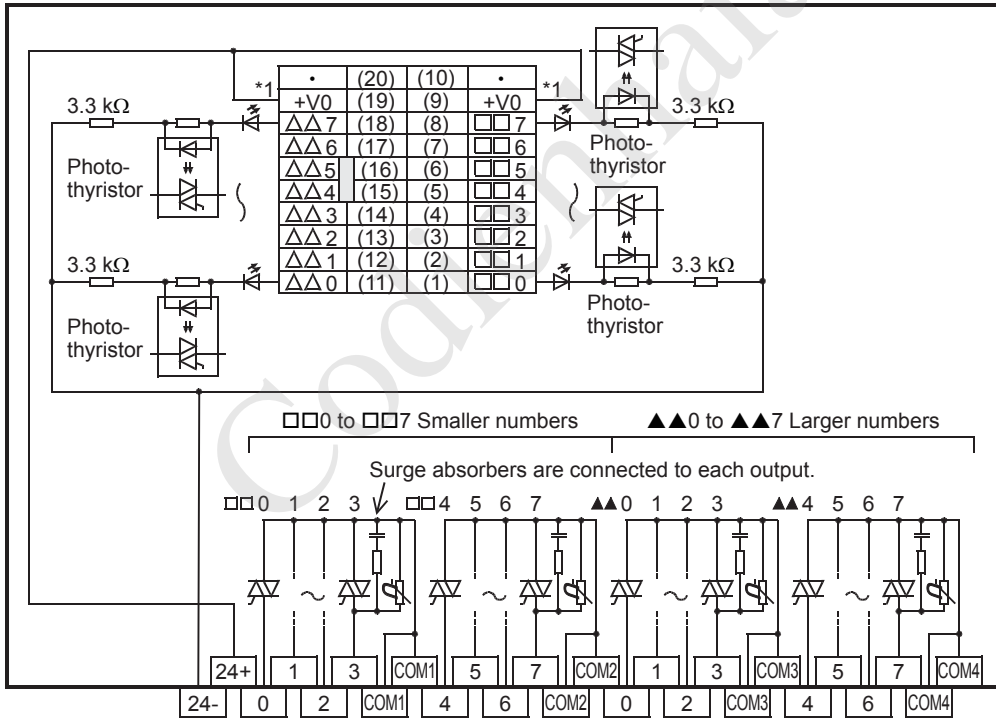 *1 • (20) (10) • *1
+V0 (19) (9) +V0
3.3 kΩ △△7 (18) (8) □□7 3.3 kΩ
△△6 (17) (7) □□6
Photo-thyristor △△5 (16) (6) □□5 Photo-thyristor
△△4 (15) (5) □□4
△△3 (14) (4) □□3
△△2 (13) (3) □□2
3.3 kΩ △△1 (12) (2) □□1 3.3 kΩ
△△0 (11) (1) □□0
Photo-thyristor Photo-thyristor
□□0 to □□7 Smaller numbers ▲▲0 to ▲▲7 Larger numbers
Surge absorbers are connected to each output.
□□0 1 2 3 □□4 5 6 7 ▲▲0 1 2 3 ▲▲4 5 6 7
24+ 1 3 COM1 5 7 COM2 1 3 COM3 5 7 COM4
24- 0 2 COM1 4 6 COM2 0 2 COM3 4 6 COM4